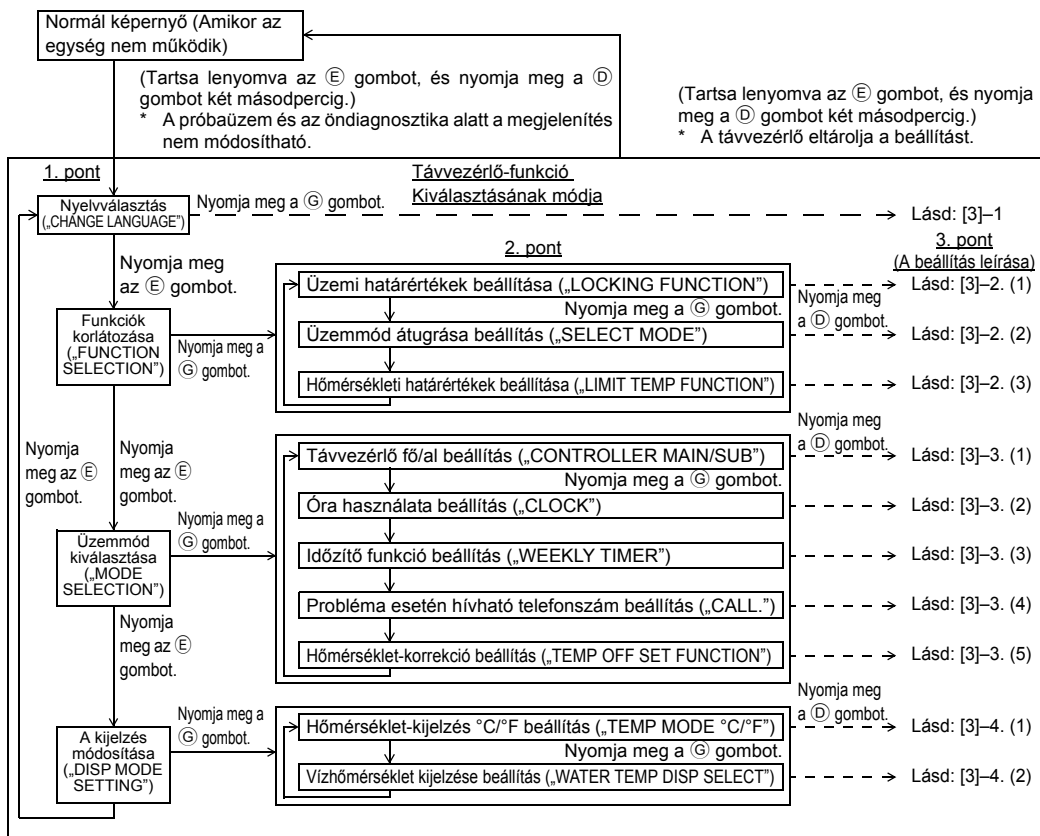 Normál képernyő (Amikor az
egység nem működik)
(Tartsa lenyomva az Ⓔ gombot, és nyomja meg a Ⓓ
gombot két másodpercig.)
* A próbaüzem és az öndiagnosztika alatt a megjelenítés
nem módosítható.
(Tartsa lenyomva az Ⓔ gombot, és nyomja
meg a Ⓓ gombot két másodpercig.)
* A távvezérlő eltárolja a beállítást.
1. pont
Távvezérlő-funkció
Kiválasztásának módja
Nyelvválasztás
(„CHANGE LANGUAGE”)
Nyomja meg a Ⓖ gombot.
Lásd: [3]–1
Nyomja meg
az Ⓔ gombot.
2. pont
3. pont
(A beállítás leírása)
Funkciók
korlátozása
(„FUNCTION
SELECTION”)
Nyomja meg a
Ⓖ gombot.
Üzemi határértékek beállítása („LOCKING FUNCTION”)
Nyomja meg a Ⓖ gombot.
Nyomja meg
a Ⓓ gombot.
Lásd: [3]–2. (1)
Üzemmód átugrása beállítás („SELECT MODE”)
Lásd: [3]–2. (2)
Hőmérsékleti határértékek beállítása („LIMIT TEMP FUNCTION”)
Lásd: [3]–2. (3)
Nyomja
meg az Ⓔ
gombot.
Nyomja
meg az Ⓔ
gombot.
Üzemmód
kiválasztása
(„MODE
SELECTION”)
Nyomja meg a
Ⓖ gombot.
Nyomja meg
a Ⓓ gombot.
Távvezérlő fő/al beállítás („CONTROLLER MAIN/SUB”)
Nyomja meg a Ⓖ gombot.
Lásd: [3]–3. (1)
Óra használata beállítás („CLOCK”)
Lásd: [3]–3. (2)
Időzítő funkció beállítás („WEEKLY TIMER”)
Lásd: [3]–3. (3)
Probléma esetén hívható telefonszám beállítás („CALL.”)
Lásd: [3]–3. (4)
Hőmérséklet-korrekció beállítás („TEMP OFF SET FUNCTION”)
Lásd: [3]–3. (5)
Nyomja
meg az Ⓔ
gombot.
A kijelzés
módosítása
(„DISP MODE
SETTING”)
Nyomja meg a
Ⓖ gombot.
Nyomja meg
a Ⓓ gombot.
Hőmérséklet-kijelzés °C/°F beállítás („TEMP MODE °C/°F”)
Nyomja meg a Ⓖ gombot.
Lásd: [3]–4. (1)
Vízhőmérséklet kijelzése beállítás („WATER TEMP DISP SELECT”)
Lásd: [3]–4. (2)